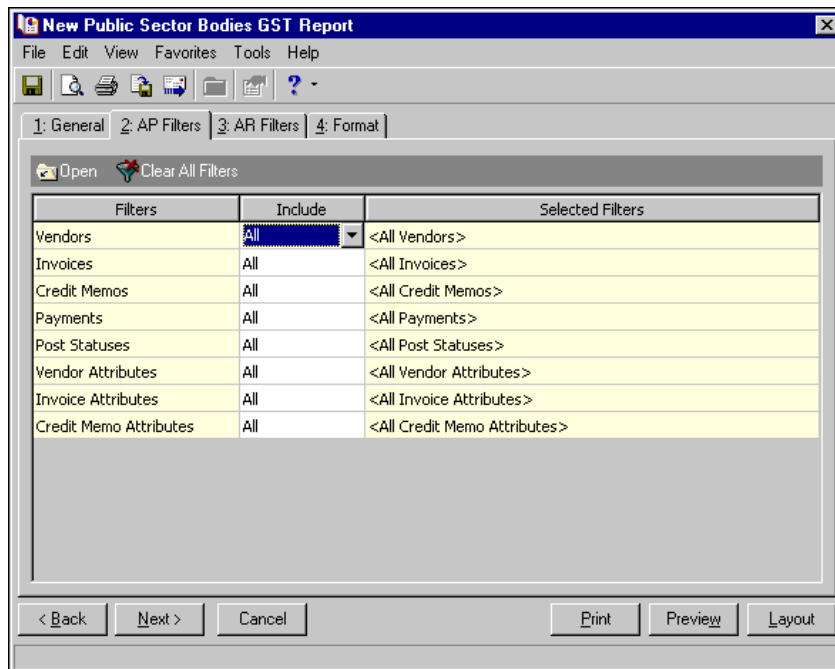 New Public Sector Bodies GST Report
File Edit View Favorites Tools Help
?
1: General 2: AP Filters 3: AR Filters 4: Format
Open Clear All Filters
Filters Include Selected Filters
Vendors All <All Vendors>
Invoices All <All Invoices>
Credit Memos All <All Credit Memos>
Payments All <All Payments>
Post Statuses All <All Post Statuses>
Vendor Attributes All <All Vendor Attributes>
Invoice Attributes All <All Invoice Attributes>
Credit Memo Attributes All <All Credit Memo Attributes>
< Back Next > Cancel Print Preview Layout